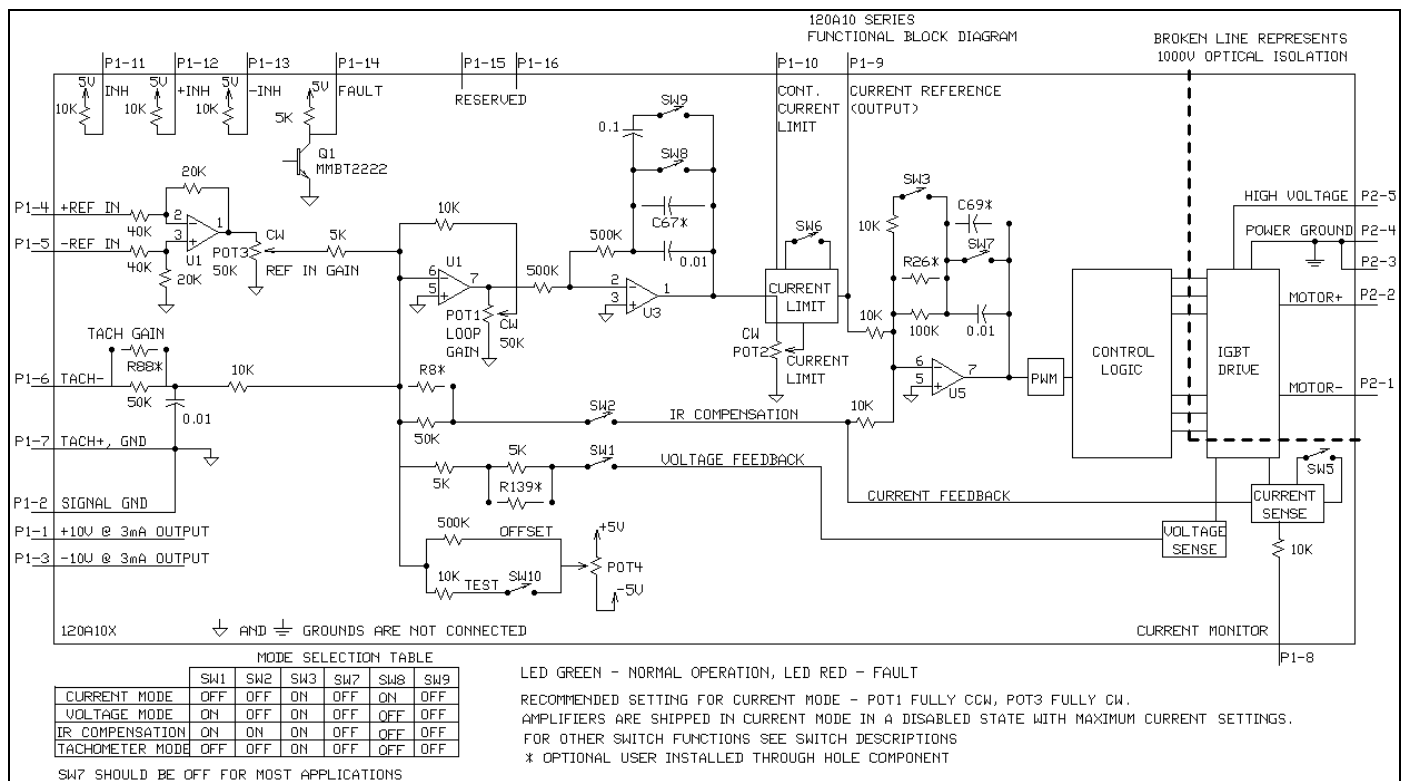 120A10 SERIES
FUNCTIONAL BLOCK DIAGRAM
BROKEN LINE REPRESENTS
1000V OPTICAL ISOLATION
P1-11
P1-12
P1-13
P1-14
P1-15
P1-16
P1-10
P1-9
5V
INH
5V
+INH
5V
-INH
5V
FAULT
RESERVED
CONT.
CURRENT
LIMIT
CURRENT REFERENCE
(OUTPUT)
10K
10K
10K
5K
Q1
MMBT2222
SW9
0.1
SW8
C67*
0.01
SW3
C69*
SW7
10K
R26*
100K
0.01
HIGH VOLTAGE
P2-5
POWER GROUND
P2-4
P2-3
MOTOR+
P2-2
MOTOR-
P2-1
20K
P1-4
+REF IN
40K
2
3
1
U1
P1-5
-REF IN
40K
20K
CW
POT3
50K
REF IN GAIN
5K
10K
U1
6
5
7
POT1
LOOP
GAIN
CW
50K
500K
500K
2
3
1
U3
SW6
CURRENT
LIMIT
CW
POT2
CURRENT
LIMIT
10K
6
5
7
U5
PWM
CONTROL
LOGIC
IGBT
DRIVE
TACH GAIN
R88*
P1-6
TACH-
50K
10K
0.01
R8*
50K
SW2
IR COMPENSATION
10K
P1-7
TACH+, GND
5K
5K
SW1
VOLTAGE FEEDBACK
R139*
SW5
P1-2
SIGNAL GND
CURRENT FEEDBACK
CURRENT
SENSE
P1-1
+10V @ 3mA OUTPUT
P1-3
-10V @ 3mA OUTPUT
500K
OFFSET
+5V
POT4
-5V
10K
TEST
SW10
VOLTAGE
SENSE
10K
120A10X
AND
GROUNDS ARE NOT CONNECTED
CURRENT MONITOR
P1-8
MODE SELECTION TABLE
SW1 SW2 SW3 SW7 SW8 SW9
CURRENT MODE OFF OFF ON OFF ON OFF
VOLTAGE MODE ON OFF ON OFF OFF OFF
IR COMPENSATION ON ON ON OFF OFF OFF
TACHOMETER MODE OFF OFF ON OFF OFF OFF
SW7 SHOULD BE OFF FOR MOST APPLICATIONS
LED GREEN - NORMAL OPERATION, LED RED - FAULT
RECOMMENDED SETTING FOR CURRENT MODE - POT1 FULLY CCW, POT3 FULLY CW.
AMPLIFIERS ARE SHIPPED IN CURRENT MODE IN A DISABLED STATE WITH MAXIMUM CURRENT SETTINGS.
FOR OTHER SWITCH FUNCTIONS SEE SWITCH DESCRIPTIONS
* OPTIONAL USER INSTALLED THROUGH HOLE COMPONENT